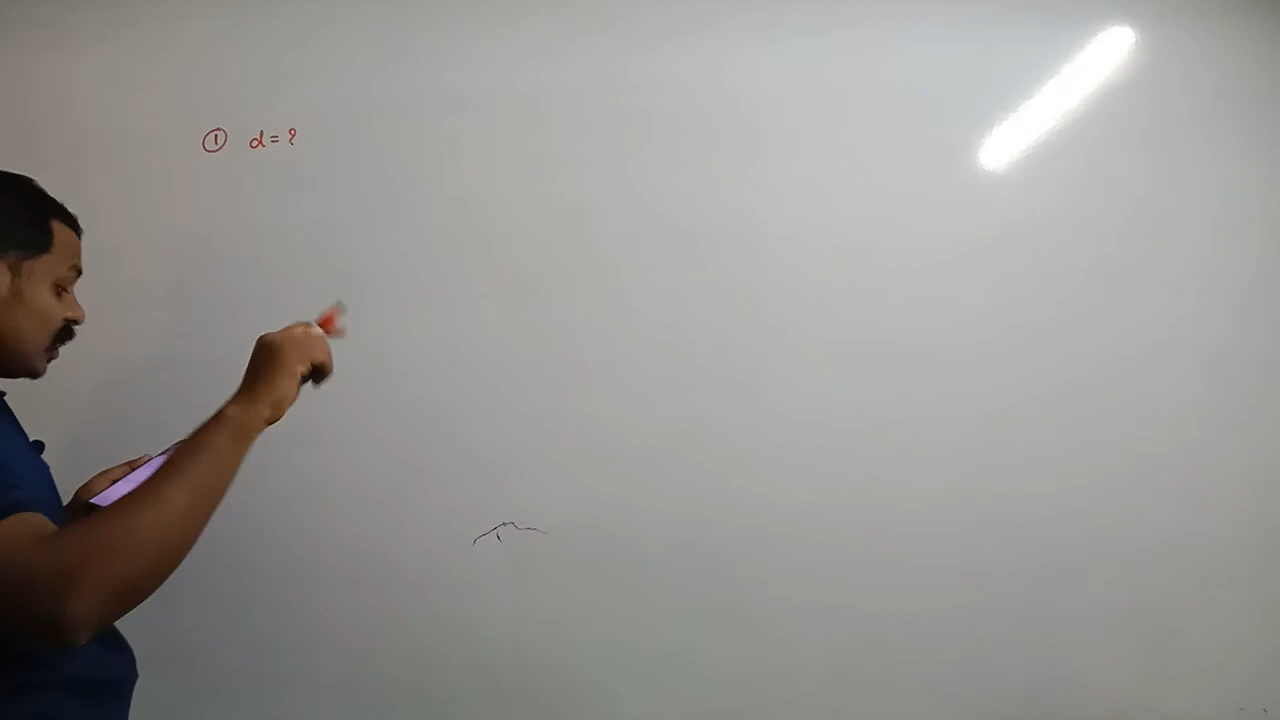 ① d = ?